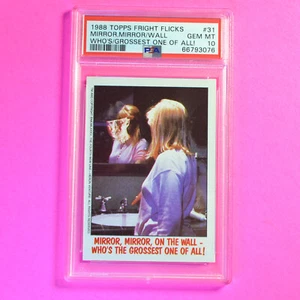 1988 TOPPS FRIGHT FLICKS #31
MIRROR,MIRROR/WALL GEM MT
WHO'S/GROSSEST ONE OF ALL! 10
PSA 66793076
MIRROR, MIRROR, ON THE WALL -
WHO'S THE GROSSEST ONE OF ALL!